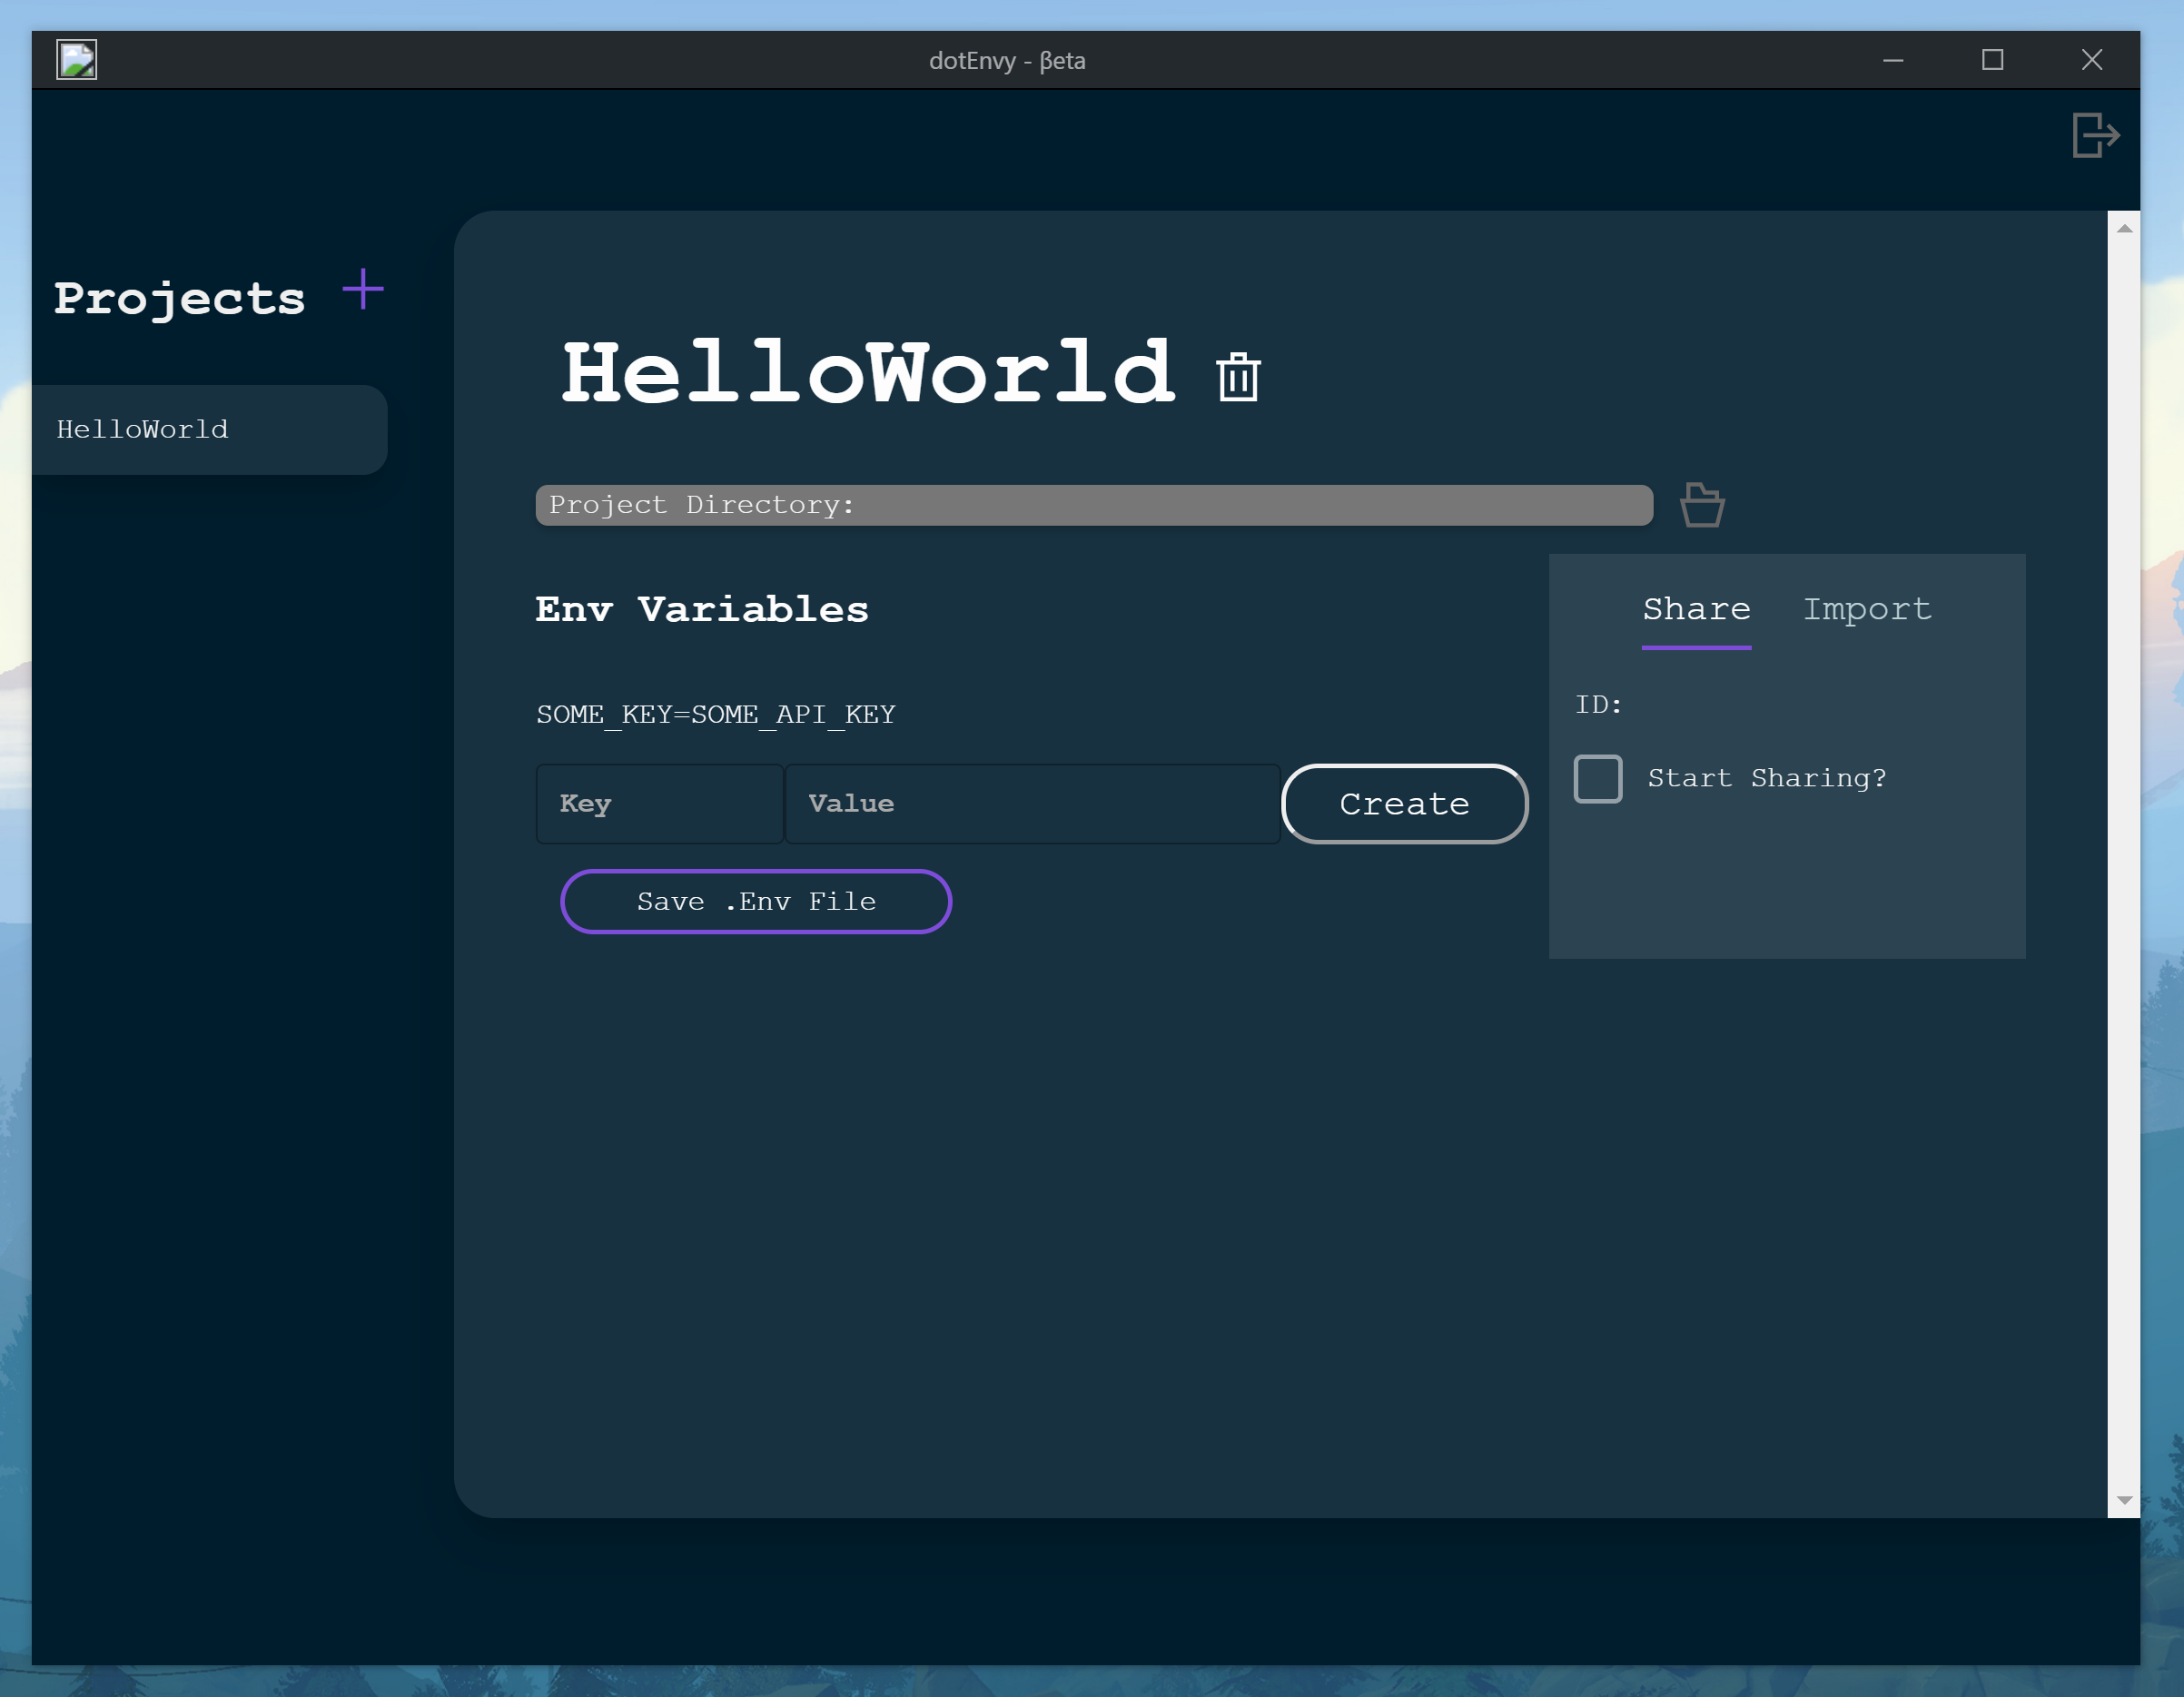 dotEnvy - βeta
Projects
HelloWorld
HelloWorld
Project Directory:
Env Variables
SOME_KEY=SOME_API_KEY
Key
Value
Create
Save .Env File
Share
Import
ID:
Start Sharing?